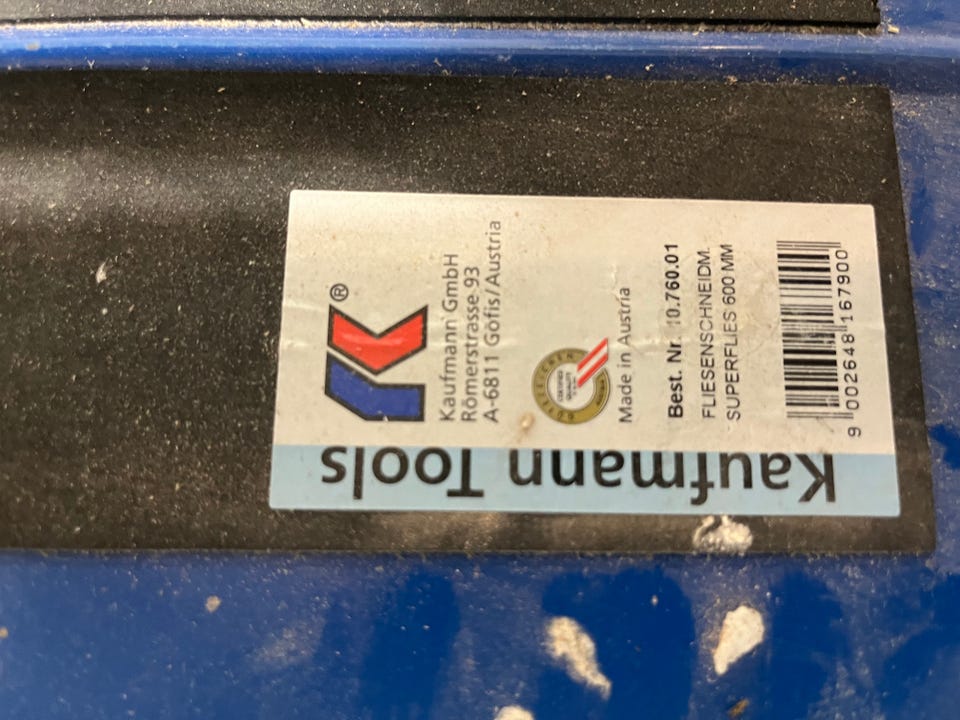 ®
Kaufmann GmbH
Römerstrasse 93
A-6811 Göfis/Austria
Made in Austria
Best. Nr. 10.760.01
FLIESENSCHNEIDM.
SUPERFLIES 600 MM
9 002648 167900
Kaufmann Tools